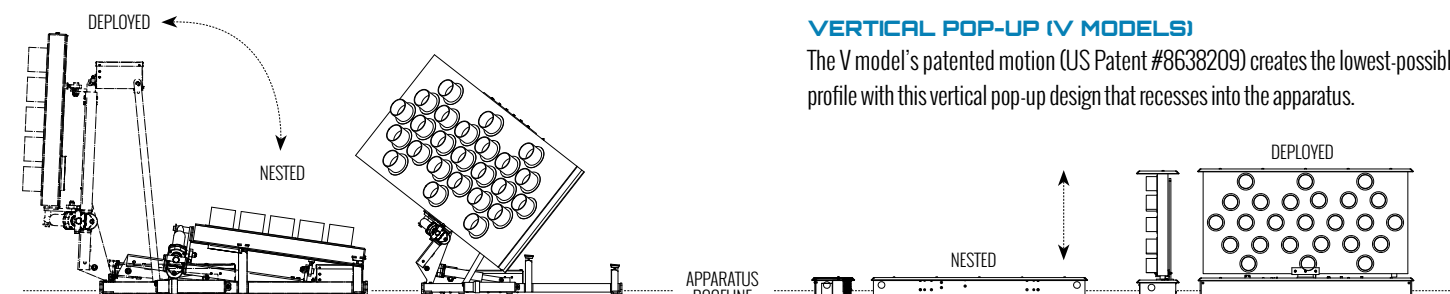 DEPLOYED
NESTED
APPARATUS
ROOFLINE
VERTICAL POP-UP (V MODELS)
The V model's patented motion (US Patent #8638209) creates the lowest-possibl
profile with this vertical pop-up design that recesses into the apparatus.
DEPLOYED
NESTED